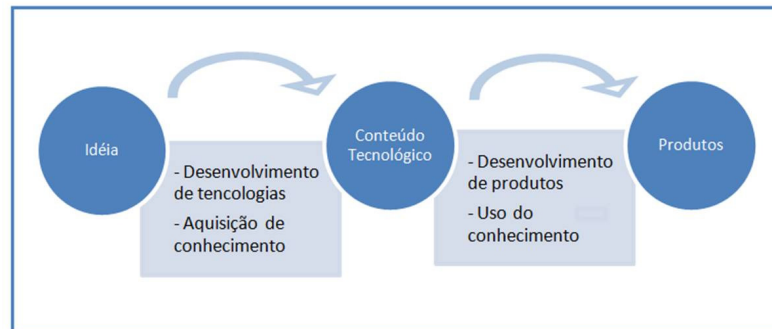 Idéia
- Desenvolvimento
de tencologias
- Aquisição de
conhecimento
Conteúdo
Tecnológico
- Desenvolvimento
de produtos
- Uso do
conhecimento
Produtos